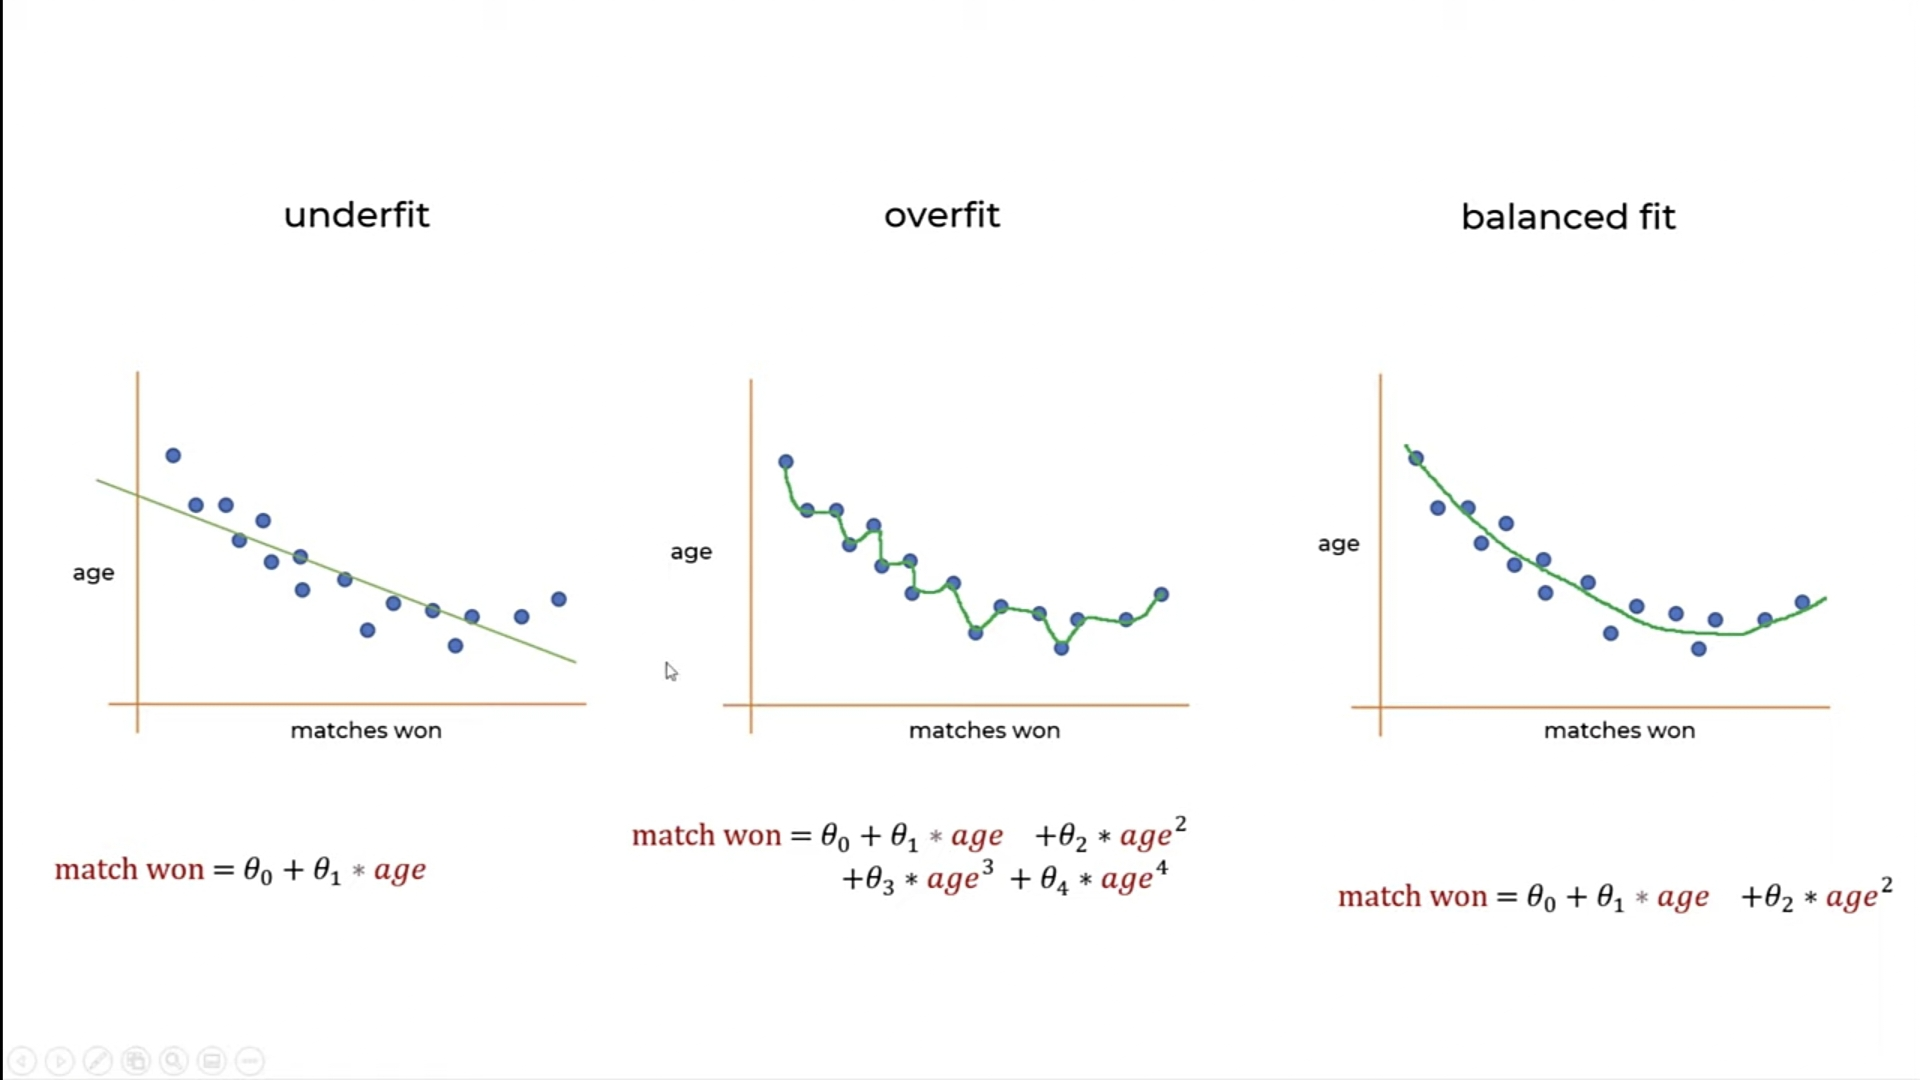 underfit
overfit
balanced fit
age
matches won
age
matches won
age
matches won
match won = θ₀ + θ₁ * age
match won = θ₀ + θ₁ * age +θ₂ * age²
+θ₃ * age³ + θ₄ * age⁴
match won = θ₀ + θ₁ * age +θ₂ * age²